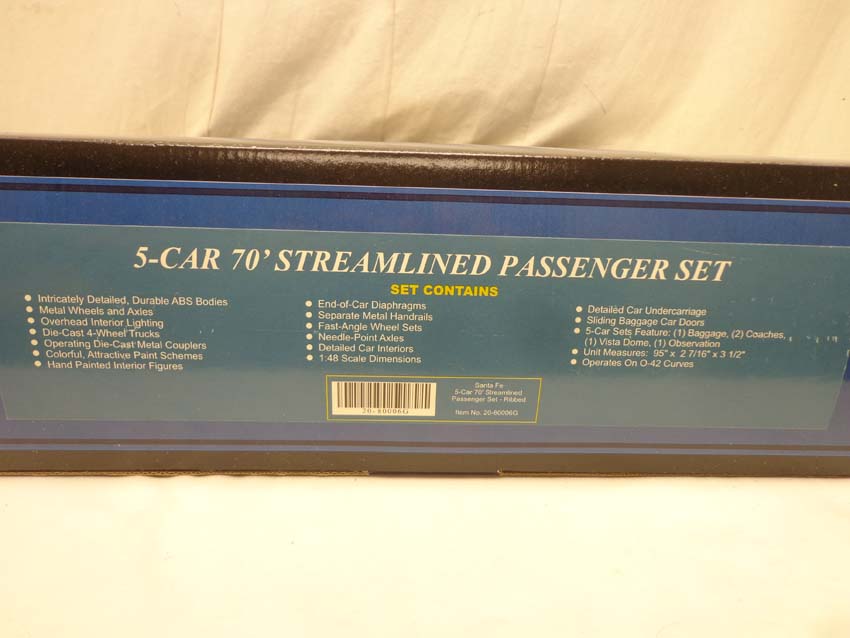 5-CAR 70' STREAMLINED PASSENGER SET
SET CONTAINS
● Intricately Detailed, Durable ABS Bodies
● Metal Wheels and Axles
● Overhead Interior Lighting
● Die-Cast 4-Wheel Trucks
● Operating Die-Cast Metal Couplers
● Colorful, Attractive Paint Schemes
● Hand Painted Interior Figures
● End-of-Car Diaphragms
● Separate Metal Handrails
● Fast-Angle Wheel Sets
● Needle-Point Axles
● Detailed Car Interiors
● 1:48 Scale Dimensions
● Detailed Car Undercarriage
● Sliding Baggage Car Doors
● 5-Car Sets Feature: (1) Baggage, (2) Coaches,
(1) Vista Dome, (1) Observation
● Unit Measures: 95" x 2 7/16" x 3 1/2"
● Operates On O-42 Curves
20-80006G
Santa Fe
5-Car 70' Streamlined
Passenger Set - Ribbed
Item No. 20-80006G